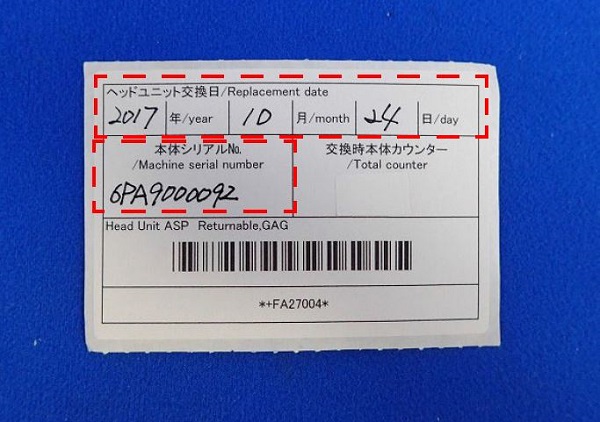 ヘッドユニット交換日/Replacement date
2017 年/year 10 月/month 24 日/day
本体シリアルNo.
/Machine serial number
6PA9000092
交換時本体カウンター
/Total counter
Head Unit ASP Returnable,GAG
*+FA27004*